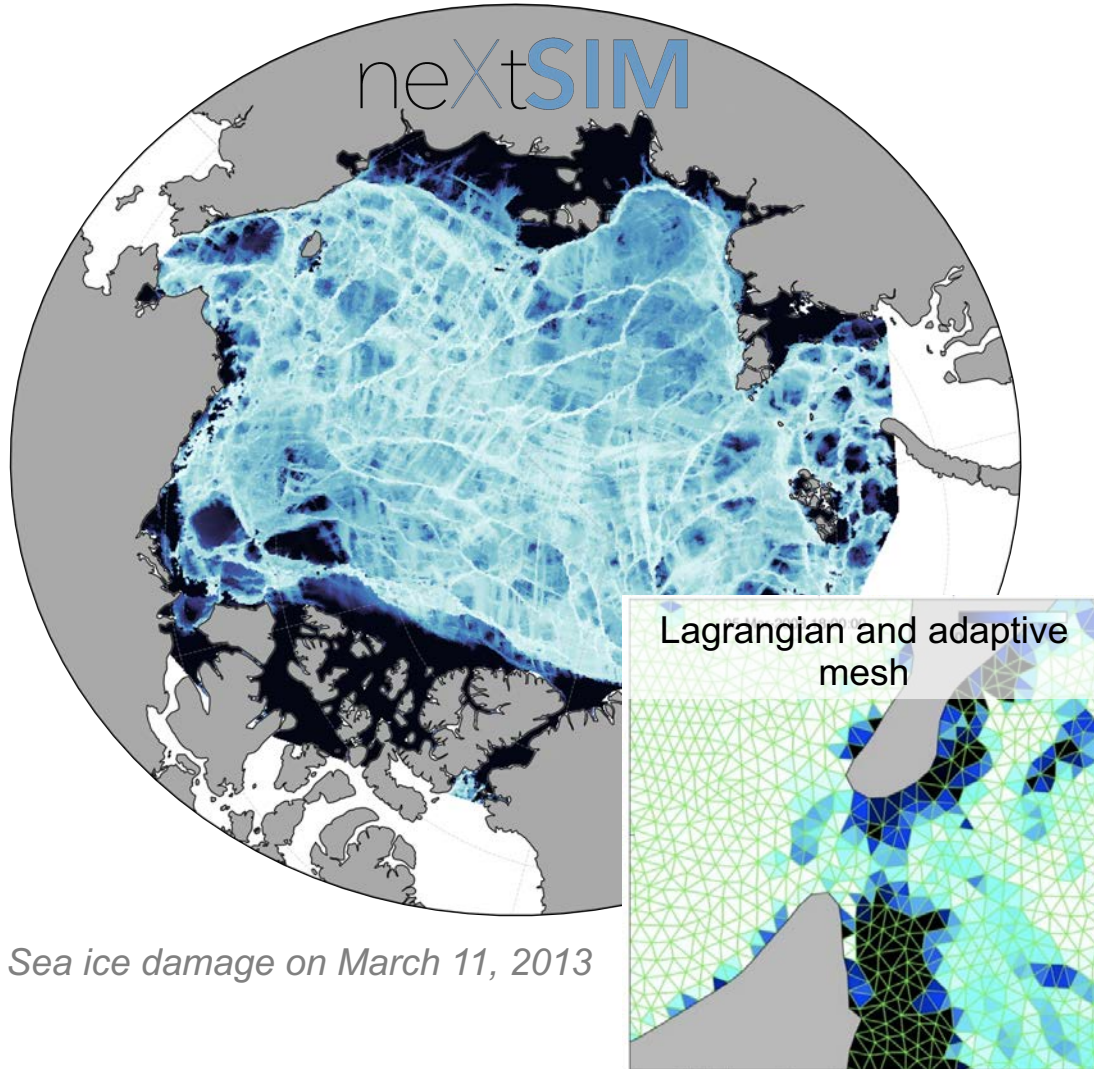 neXtSIM
Lagrangian and adaptive
mesh
Sea ice damage on March 11, 2013